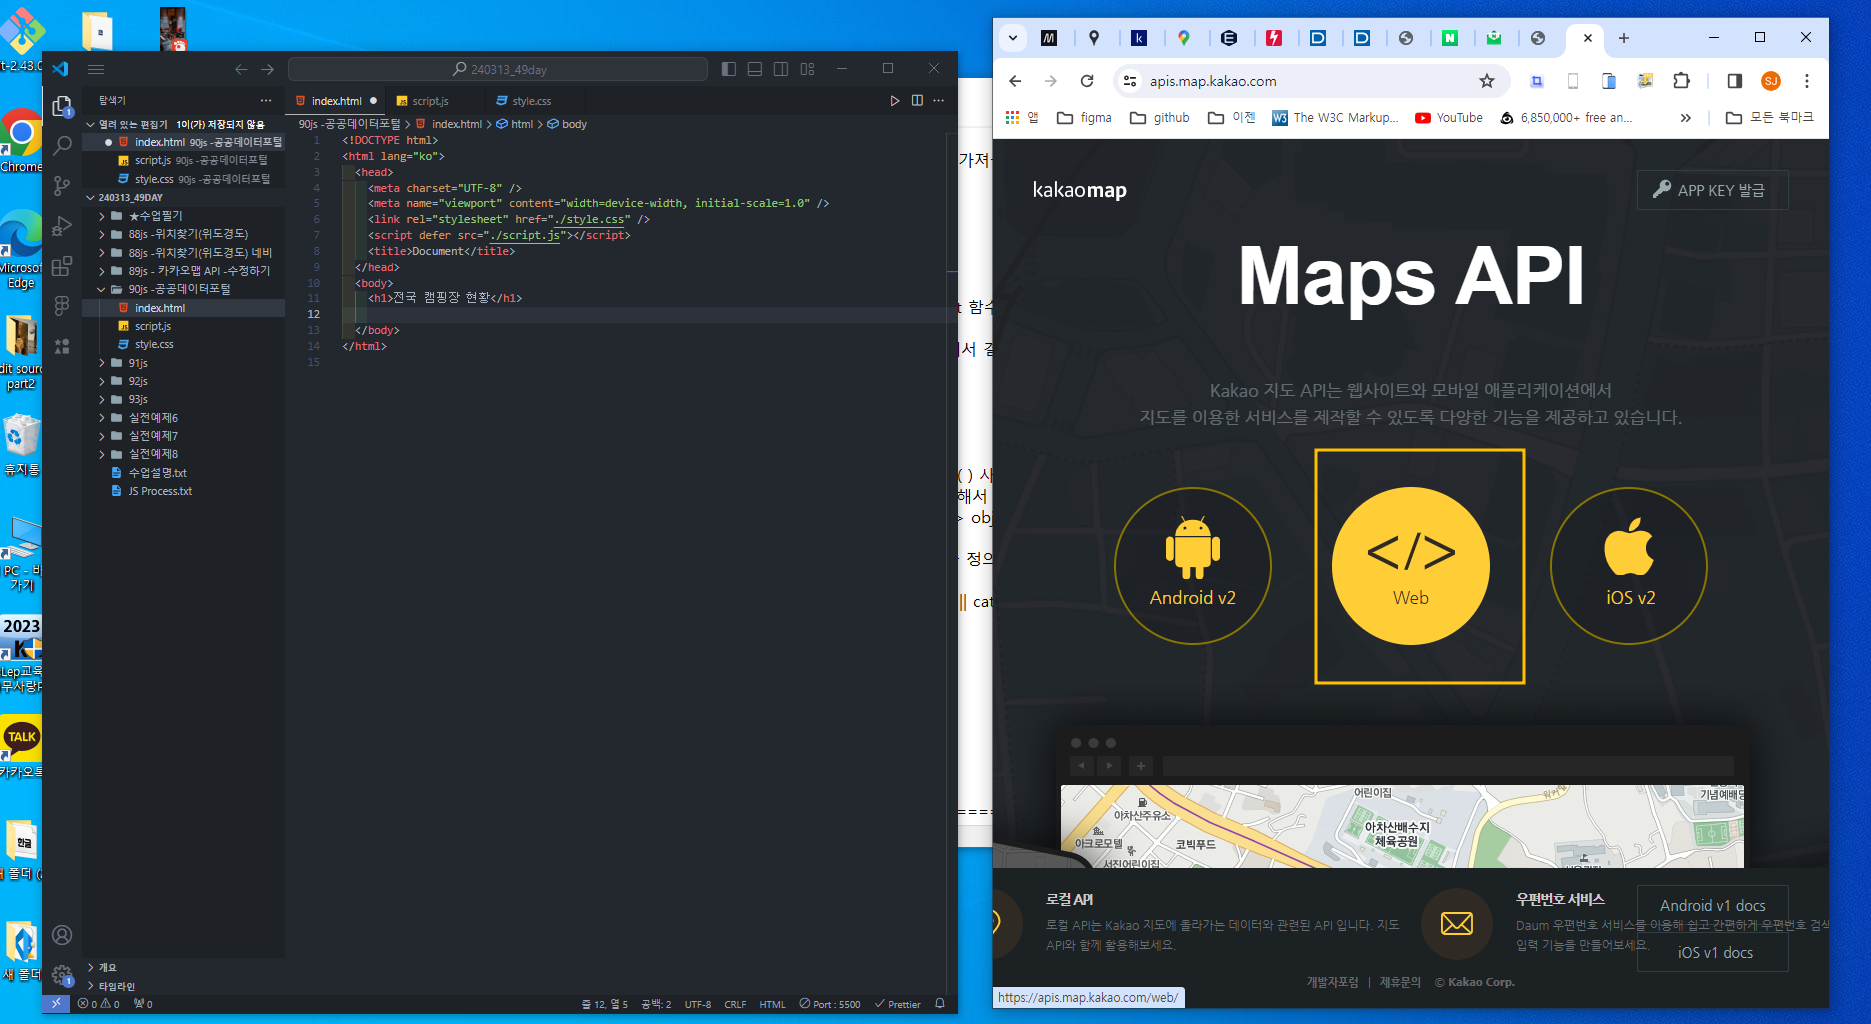 t-2.43.0
Chrome
Microsof
Edge
dit sour
part2
휴지통
PC - 바
가기
2023
Lep교육
무사랑
TALK
카카오톡
한글
새 폴더
240313_49day
탐색기
열려 있는 편집기 1이(가) 저장되지 않음
index.html 90js -공공데이터포털
script.js 90js -공공데이터포털
style.css 90js -공공데이터포털
240313_49DAY
★수업필기
88js -위치찾기(위도경도)
88js -위치찾기(위도경도) 네비
89js - 카카오맵 API -수정하기
90js -공공데이터포털
index.html
script.js
style.css
91js
92js
93js
실전예제6
실전예제7
실전예제8
수업설명.txt
JS Process.txt
개요
타임라인
index.html
script.js
style.css
90js -공공데이터포털 > index.html > html > body
1 <!DOCTYPE html>
2 <html lang="ko">
3 <head>
4 <meta charset="UTF-8" />
5 <meta name="viewport" content="width=device-width, initial-scale=1.0" />
6 <link rel="stylesheet" href="./style.css" />
7 <script defer src="./script.js"></script>
8 <title>Document</title>
9 </head>
10 <body>
11 <h1>전국 캠핑장 현황</h1>
12
13 </body>
14 </html>
15
0 0 0 줄 12, 열 5 공백: 2 UTF-8 CRLF HTML Port : 5500 Prettier
가져
t 함수
서 결
( ) 사
해서
> obj
정의
|| cat
====
apis.map.kakao.com
SJ
앱 figma github 이젠 The W3C Markup... YouTube 6,850,000+ free an... 모든 북마크
kakaomap
APP KEY 발급
Maps API
Kakao 지도 API는 웹사이트와 모바일 애플리케이션에서
지도를 이용한 서비스를 제작할 수 있도록 다양한 기능을 제공하고 있습니다.
Android v2
</>
Web
iOS v2
어린이집
기념예배당
아차산주유소
아차산배수지
체육공원
아크로모텔
코빅푸드
서진어린이집
로컬 API
로컬 API는 Kakao 지도에 올라가는 데이터와 관련된 API 입니다. 지도
API와 함께 활용해보세요.
우편번호 서비스
Daum 우편번호 서비스를 이용해 쉽고 간편하게 우편번호 검색
입력 기능을 만들어보세요.
Android v1 docs
iOS v1 docs
개발자포럼 | 제휴문의 © Kakao Corp.
https://apis.map.kakao.com/web/